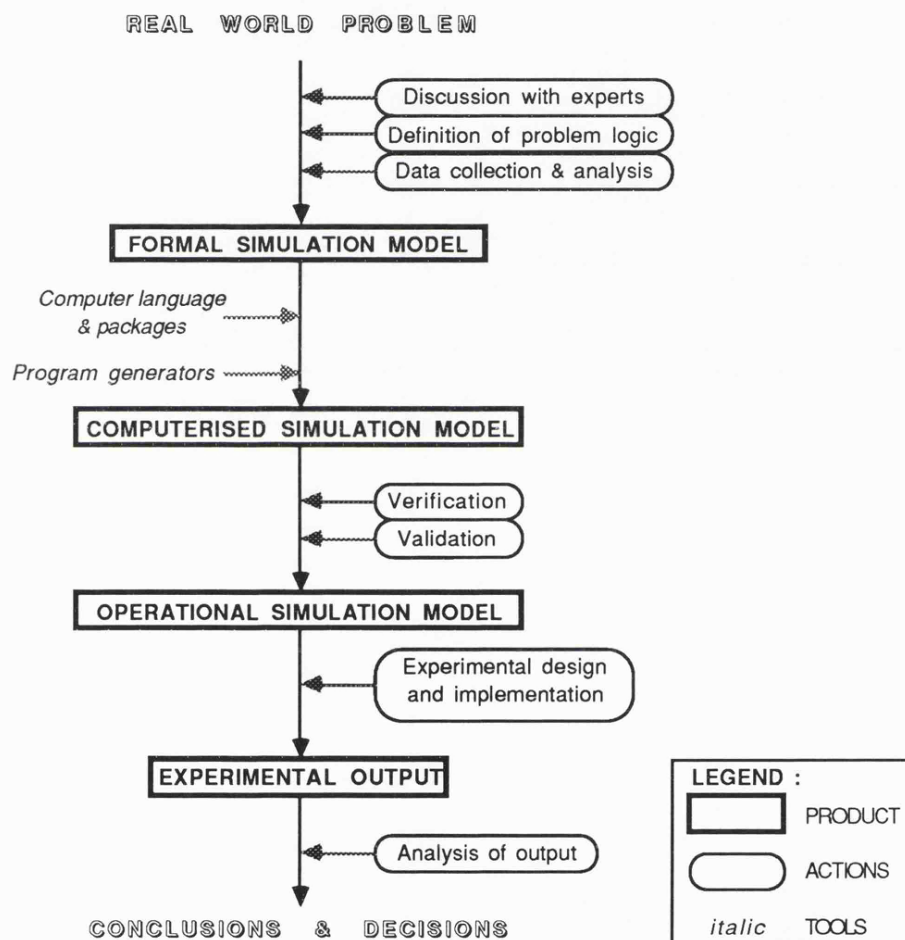 REAL WORLD PROBLEM
Discussion with experts
Definition of problem logic
Data collection & analysis
FORMAL SIMULATION MODEL
Computer language
& packages
Program generators
COMPUTERISED SIMULATION MODEL
Verification
Validation
OPERATIONAL SIMULATION MODEL
Experimental design
and implementation
EXPERIMENTAL OUTPUT
Analysis of output
CONCLUSIONS & DECISIONS
LEGEND :
PRODUCT
ACTIONS
italic TOOLS